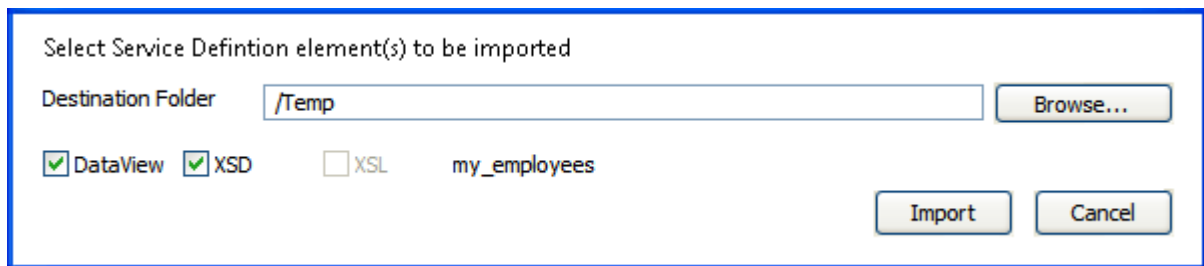 Select Service Defintion element(s) to be imported
Destination Folder /Temp Browse...
DataView XSD XSL my_employees
Import Cancel